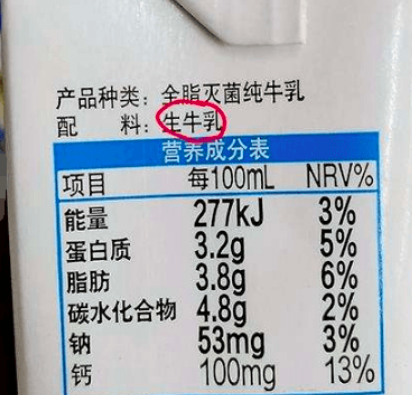 产品种类：全脂灭菌纯牛乳
配　　料：生牛乳
营养成分表
项目 每100mL NRV%
能量 277kJ 3%
蛋白质 3.2g 5%
脂肪 3.8g 6%
碳水化合物 4.8g 2%
钠 53mg 3%
钙 100mg 13%